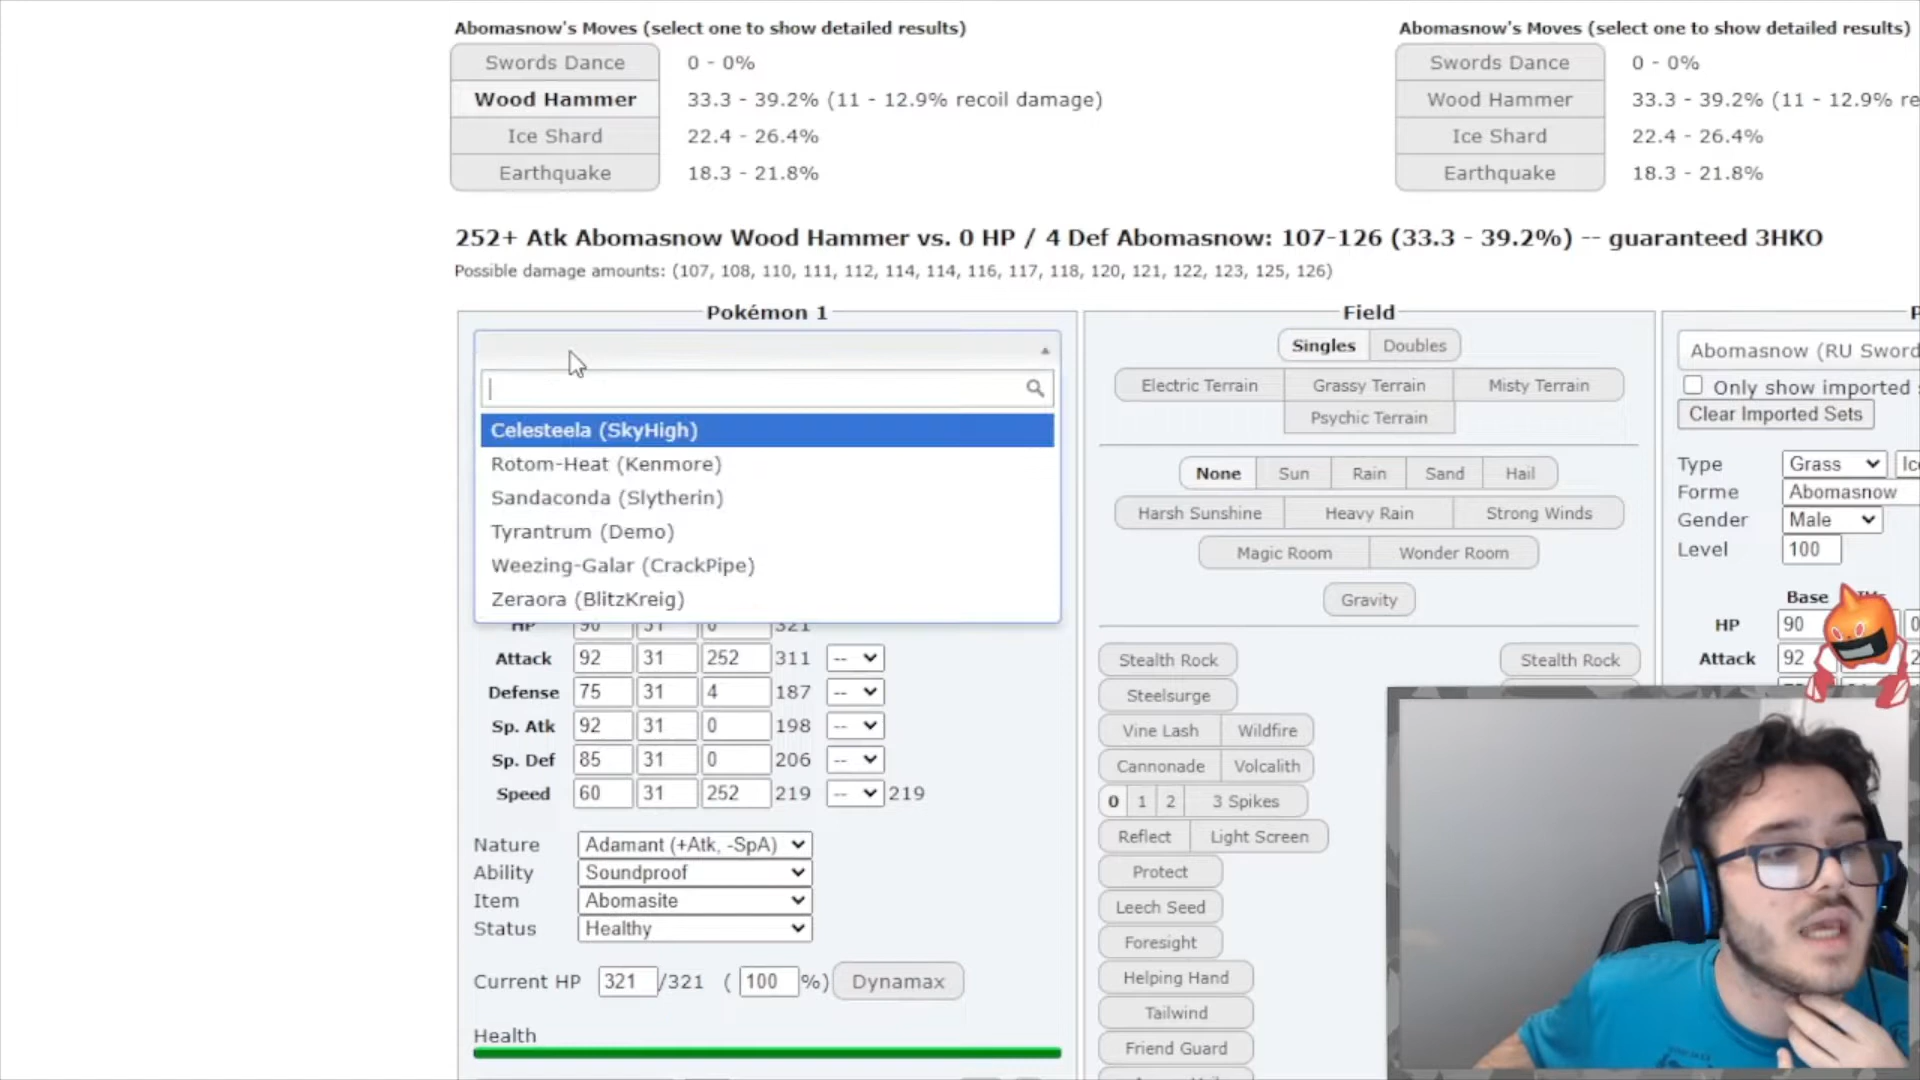 Abomasnow's Moves (select one to show detailed results)
Swords Dance 0 - 0%
Wood Hammer 33.3 - 39.2% (11 - 12.9% recoil damage)
Ice Shard 22.4 - 26.4%
Earthquake 18.3 - 21.8%
Abomasnow's Moves (select one to show detailed results)
Swords Dance 0 - 0%
Wood Hammer 33.3 - 39.2% (11 - 12.9% re
Ice Shard 22.4 - 26.4%
Earthquake 18.3 - 21.8%
252+ Atk Abomasnow Wood Hammer vs. 0 HP / 4 Def Abomasnow: 107-126 (33.3 - 39.2%) -- guaranteed 3HKO
Possible damage amounts: (107, 108, 110, 111, 112, 114, 114, 116, 117, 118, 120, 121, 122, 123, 125, 126)
Pokémon 1
Celesteela (SkyHigh)
Rotom-Heat (Kenmore)
Sandaconda (Slytherin)
Tyrantrum (Demo)
Weezing-Galar (CrackPipe)
Zeraora (BlitzKreig)
HP 90 31 0 321
Attack 92 31 252 311 --
Defense 75 31 4 187 --
Sp. Atk 92 31 0 198 --
Sp. Def 85 31 0 206 --
Speed 60 31 252 219 -- 219
Nature Adamant (+Atk, -SpA)
Ability Soundproof
Item Abomasite
Status Healthy
Current HP 321 /321 ( 100 %) Dynamax
Health
Field
Singles Doubles
Electric Terrain Grassy Terrain Misty Terrain
Psychic Terrain
None Sun Rain Sand Hail
Harsh Sunshine Heavy Rain Strong Winds
Magic Room Wonder Room
Gravity
Stealth Rock Stealth Rock
Steelsurge
Vine Lash Wildfire
Cannonade Volcalith
0 1 2 3 Spikes
Reflect Light Screen
Protect
Leech Seed
Foresight
Helping Hand
Tailwind
Friend Guard
P
Abomasnow (RU Sword
Only show imported s
Clear Imported Sets
Type Grass Ic
Forme Abomasnow
Gender Male
Level 100
Base
HP 90 0
Attack 92